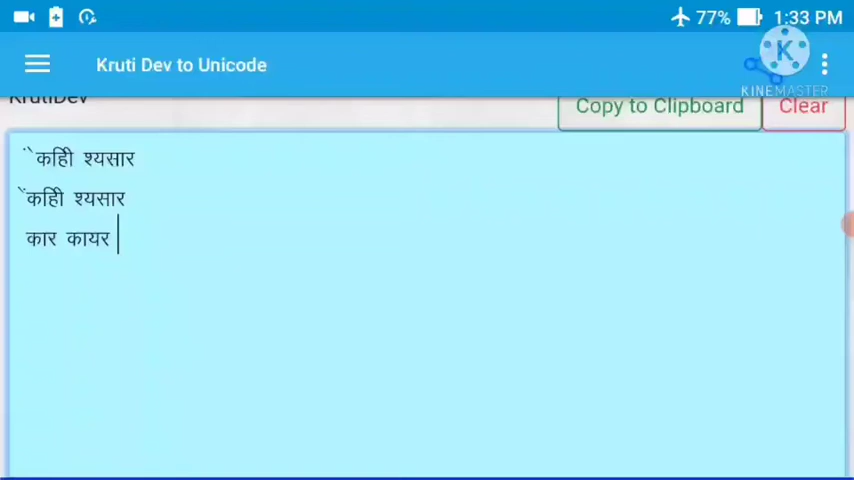 77% 1:33 PM
Kruti Dev to Unicode
KINEMASTER
KrutiDev
Copy to Clipboard Clear
ेकहिी श्यसार
ेंकहिी श्यसार
कार कायर